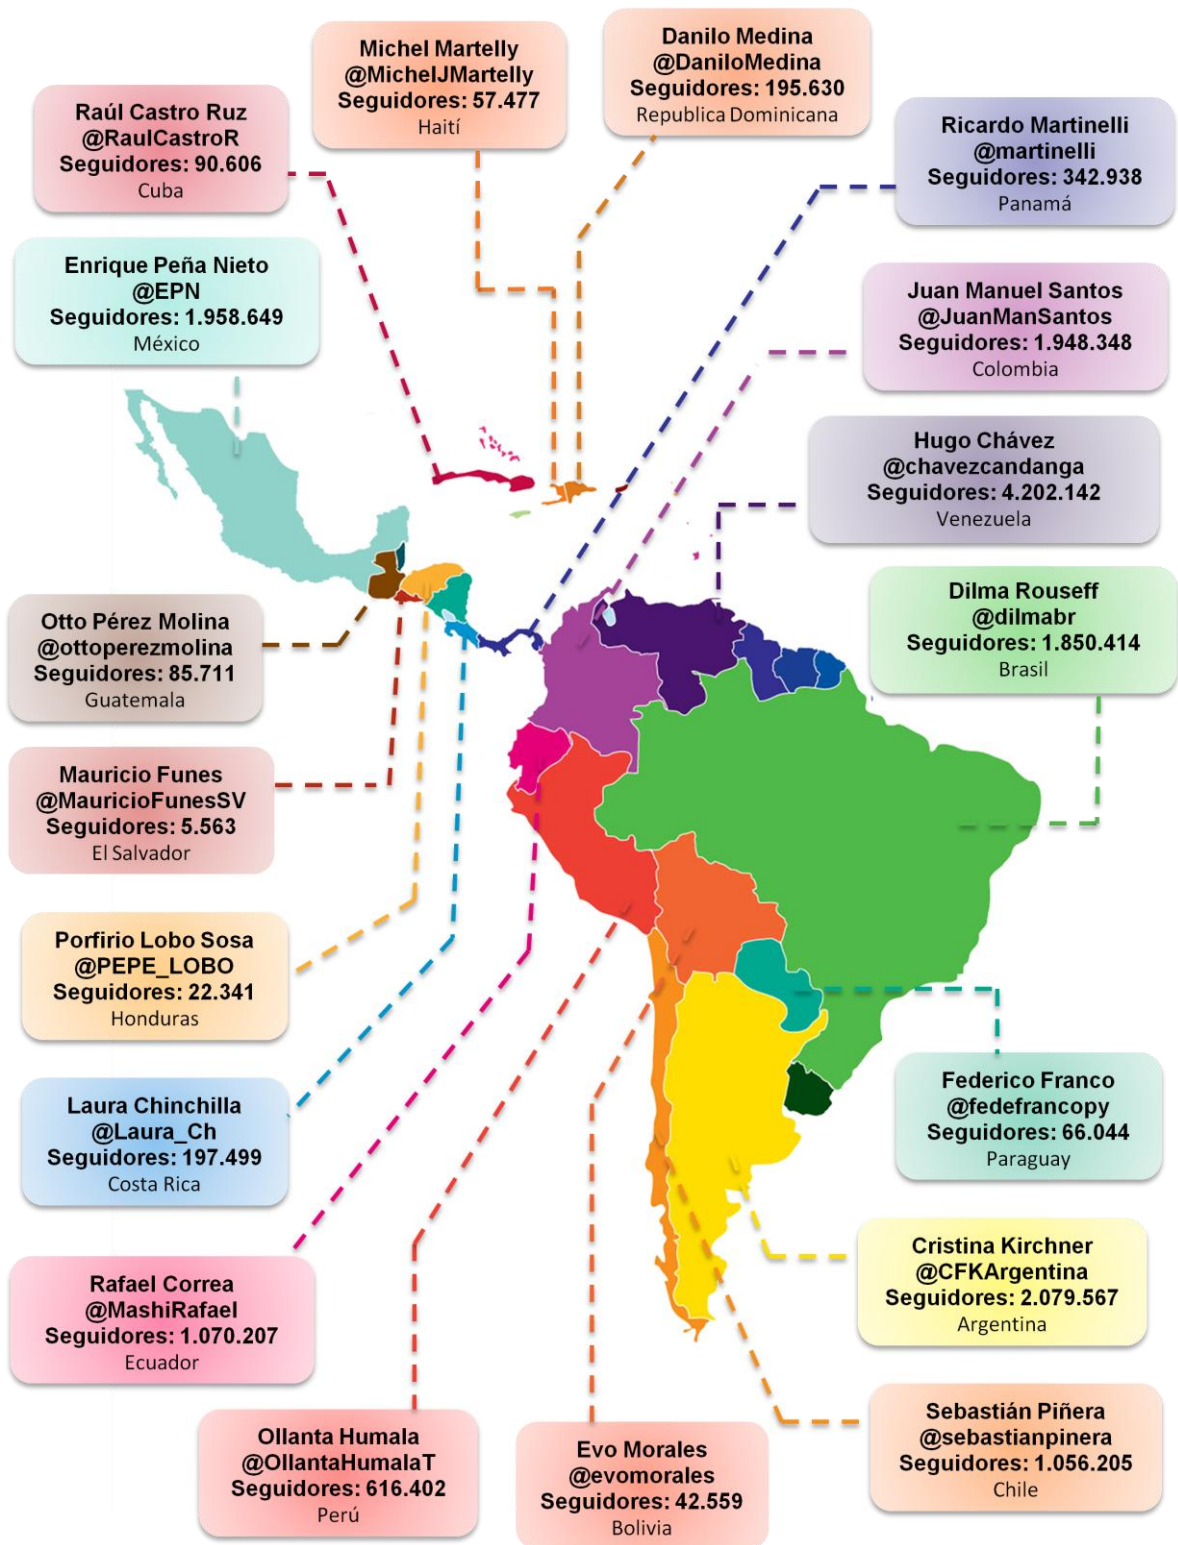 Michel Martelly
@MichelJMartelly
Seguidores: 57.477
Haití
Danilo Medina
@DaniloMedina
Seguidores: 195.630
Republica Dominicana
Raúl Castro Ruz
@RaulCastroR
Seguidores: 90.606
Cuba
Ricardo Martinelli
@martinelli
Seguidores: 342.938
Panamá
Enrique Peña Nieto
@EPN
Seguidores: 1.958.649
México
Juan Manuel Santos
@JuanManSantos
Seguidores: 1.948.348
Colombia
Hugo Chávez
@chavezcandanga
Seguidores: 4.202.142
Venezuela
Dilma Rouseff
@dilmabr
Seguidores: 1.850.414
Brasil
Otto Pérez Molina
@ottoperezmolina
Seguidores: 85.711
Guatemala
Mauricio Funes
@MauricioFunesSV
Seguidores: 5.563
El Salvador
Porfirio Lobo Sosa
@PEPE_LOBO
Seguidores: 22.341
Honduras
Laura Chinchilla
@Laura_Ch
Seguidores: 197.499
Costa Rica
Federico Franco
@fedefrancopy
Seguidores: 66.044
Paraguay
Cristina Kirchner
@CFKArgentina
Seguidores: 2.079.567
Argentina
Rafael Correa
@MashiRafael
Seguidores: 1.070.207
Ecuador
Ollanta Humala
@OllantaHumalaT
Seguidores: 616.402
Perú
Evo Morales
@evomorales
Seguidores: 42.559
Bolivia
Sebastián Piñera
@sebastianpinera
Seguidores: 1.056.205
Chile